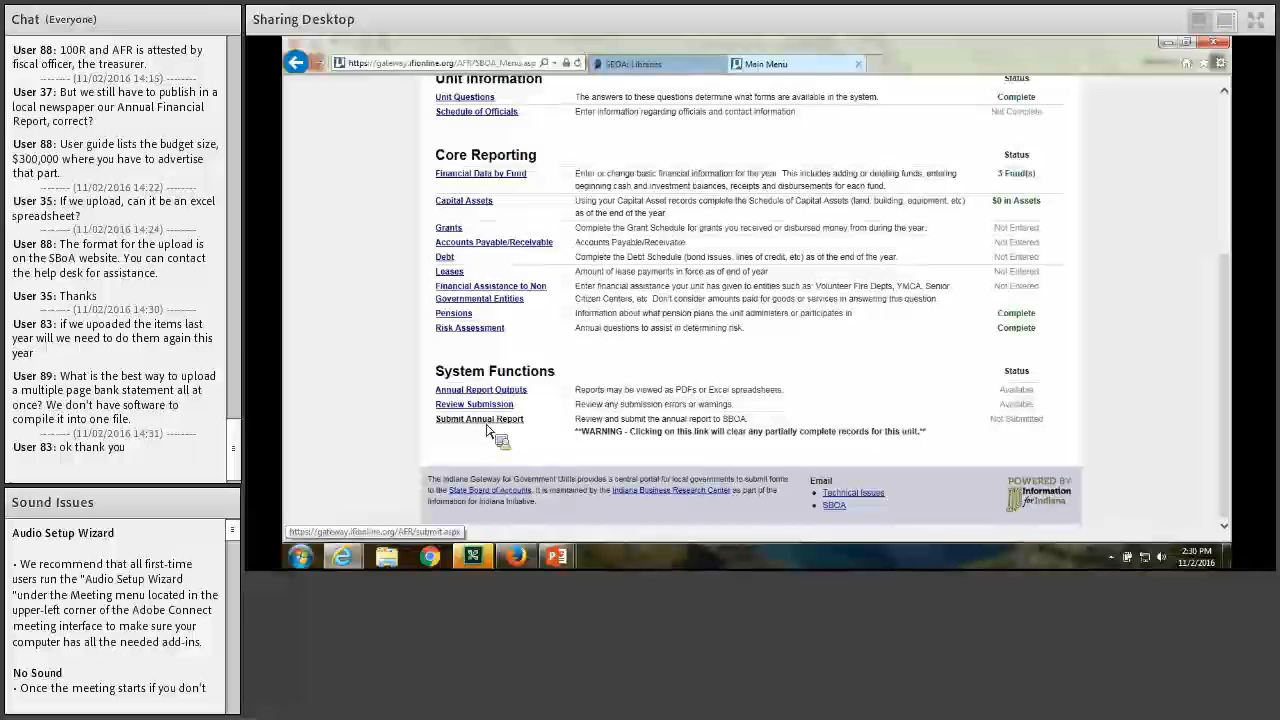 Chat (Everyone)
User 88: 100R and AFR is attested by
fiscal officer, the treasurer.
-------- (11/02/2016 14:15) --------
User 37: But we still have to publish in a
local newspaper our Annual Financial
Report, correct?
User 88: User guide lists the budget size,
$300,000 where you have to advertise
that part.
-------- (11/02/2016 14:22) --------
User 35: If we upload, can it be an excel
spreadsheet?
-------- (11/02/2016 14:24) --------
User 88: The format for the upload is
on the SBoA website. You can contact
the help desk for assistance.
User 35: Thanks
-------- (11/02/2016 14:30) --------
User 83: if we upoaded the items last
year will we need to do them again this
year
User 89: What is the best way to upload
a multiple page bank statement all at
once? We don't have software to
compile it into one file.
-------- (11/02/2016 14:31) --------
User 83: ok thank you
Sound Issues
Audio Setup Wizard
• We recommend that all first-time
users run the "Audio Setup Wizard
"under the Meeting menu located in the
upper-left corner of the Adobe Connect
meeting interface to make sure your
computer has all the needed add-ins.
No Sound
• Once the meeting starts if you don't
Sharing Desktop
https://gateway.ifionline.org/AFR/SBOA_Menu.asp
SBOA: Libraries
Main Menu
Unit Information Status
Unit Questions The answers to these questions determine what forms are available in the system. Complete
Schedule of Officials Enter information regarding officials and contact information Not Complete
Core Reporting Status
Financial Data by Fund Enter or change basic financial information for the year. This includes adding or deleting funds, entering 3 Fund(s)
beginning cash and investment balances, receipts and disbursements for each fund.
Capital Assets Using your Capital Asset records complete the Schedule of Capital Assets (land, building, equipment, etc) $0 in Assets
as of the end of the year
Grants Complete the Grant Schedule for grants you received or disbursed money from during the year. Not Entered
Accounts Payable/Receivable Accounts Payable/Receivable Not Entered
Debt Complete the Debt Schedule (bond issues, lines of credit, etc) as of the end of the year. Not Entered
Leases Amount of lease payments in force as of end of year Not Entered
Financial Assistance to Non Enter financial assistance your unit has given to entities such as: Volunteer Fire Depts, YMCA, Senior Not Entered
Governmental Entities Citizen Centers, etc. Don't consider amounts paid for goods or services in answering this question.
Pensions Information about what pension plans the unit administers or participates in Complete
Risk Assessment Annual questions to assist in determining risk. Complete
System Functions Status
Annual Report Outputs Reports may be viewed as PDFs or Excel spreadsheets. Available
Review Submission Review any submission errors or warnings. Available
Submit Annual Report Review and submit the annual report to SBOA. Not Submitted
**WARNING - Clicking on this link will clear any partially complete records for this unit.**
The Indiana Gateway for Government Units provides a central portal for local governments to submit forms
to the State Board of Accounts. It is maintained by the Indiana Business Research Center as part of the
Information for Indiana Initiative.
Email
Technical Issues
SBOA
POWERED BY
Information
for Indiana
https://gateway.ifionline.org/AFR/submit.aspx
2:30 PM
11/2/2016